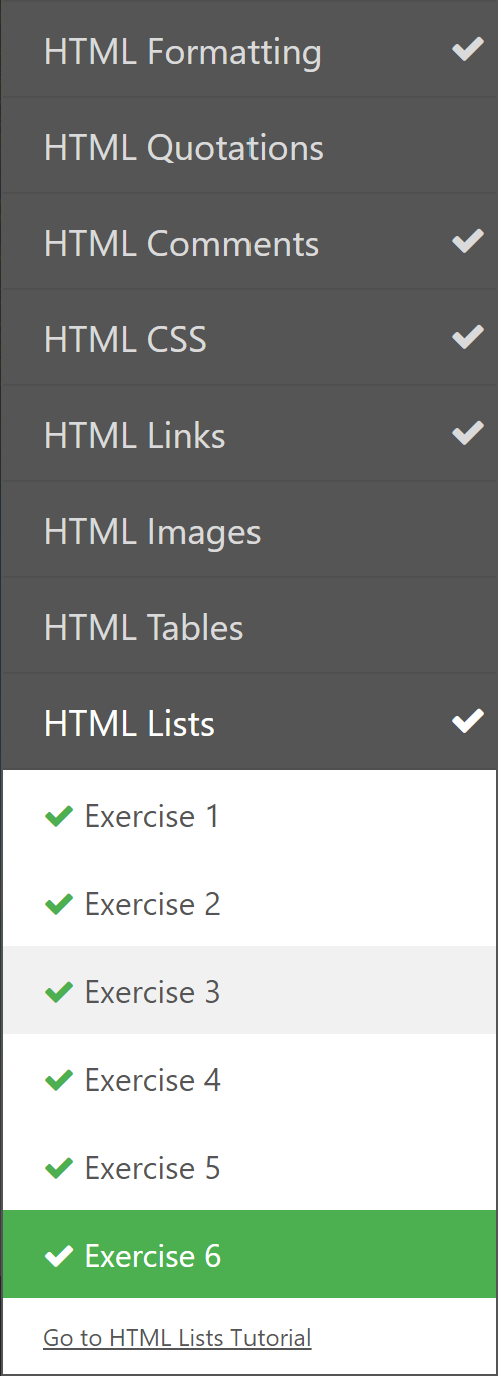 HTML Formatting
HTML Quotations
HTML Comments
HTML CSS
HTML Links
HTML Images
HTML Tables
HTML Lists
Exercise 1
Exercise 2
Exercise 3
Exercise 4
Exercise 5
Exercise 6
Go to HTML Lists Tutorial